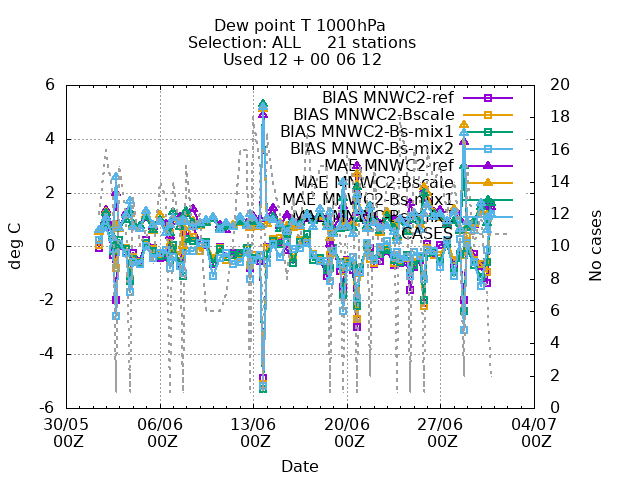 Dew point T 1000hPa
Selection: ALL 21 stations
Used 12 + 00 06 12
deg C
No cases
6
4
2
0
-2
-4
-6
20
18
16
14
12
10
8
6
4
2
0
BIAS MNWC2-ref
BIAS MNWC2-Bscale
BIAS MNWC2-Bs-mix1
BIAS MNWC-Bs-mix2
MAE MNWC2-ref
MAE MNWC2-Bscale
MAE MNWC2-Bs-mix1
MAE MNWC-Bs-mix2
CASES
30/05 06/06 13/06 20/06 27/06 04/07
00Z 00Z 00Z 00Z 00Z 00Z
Date